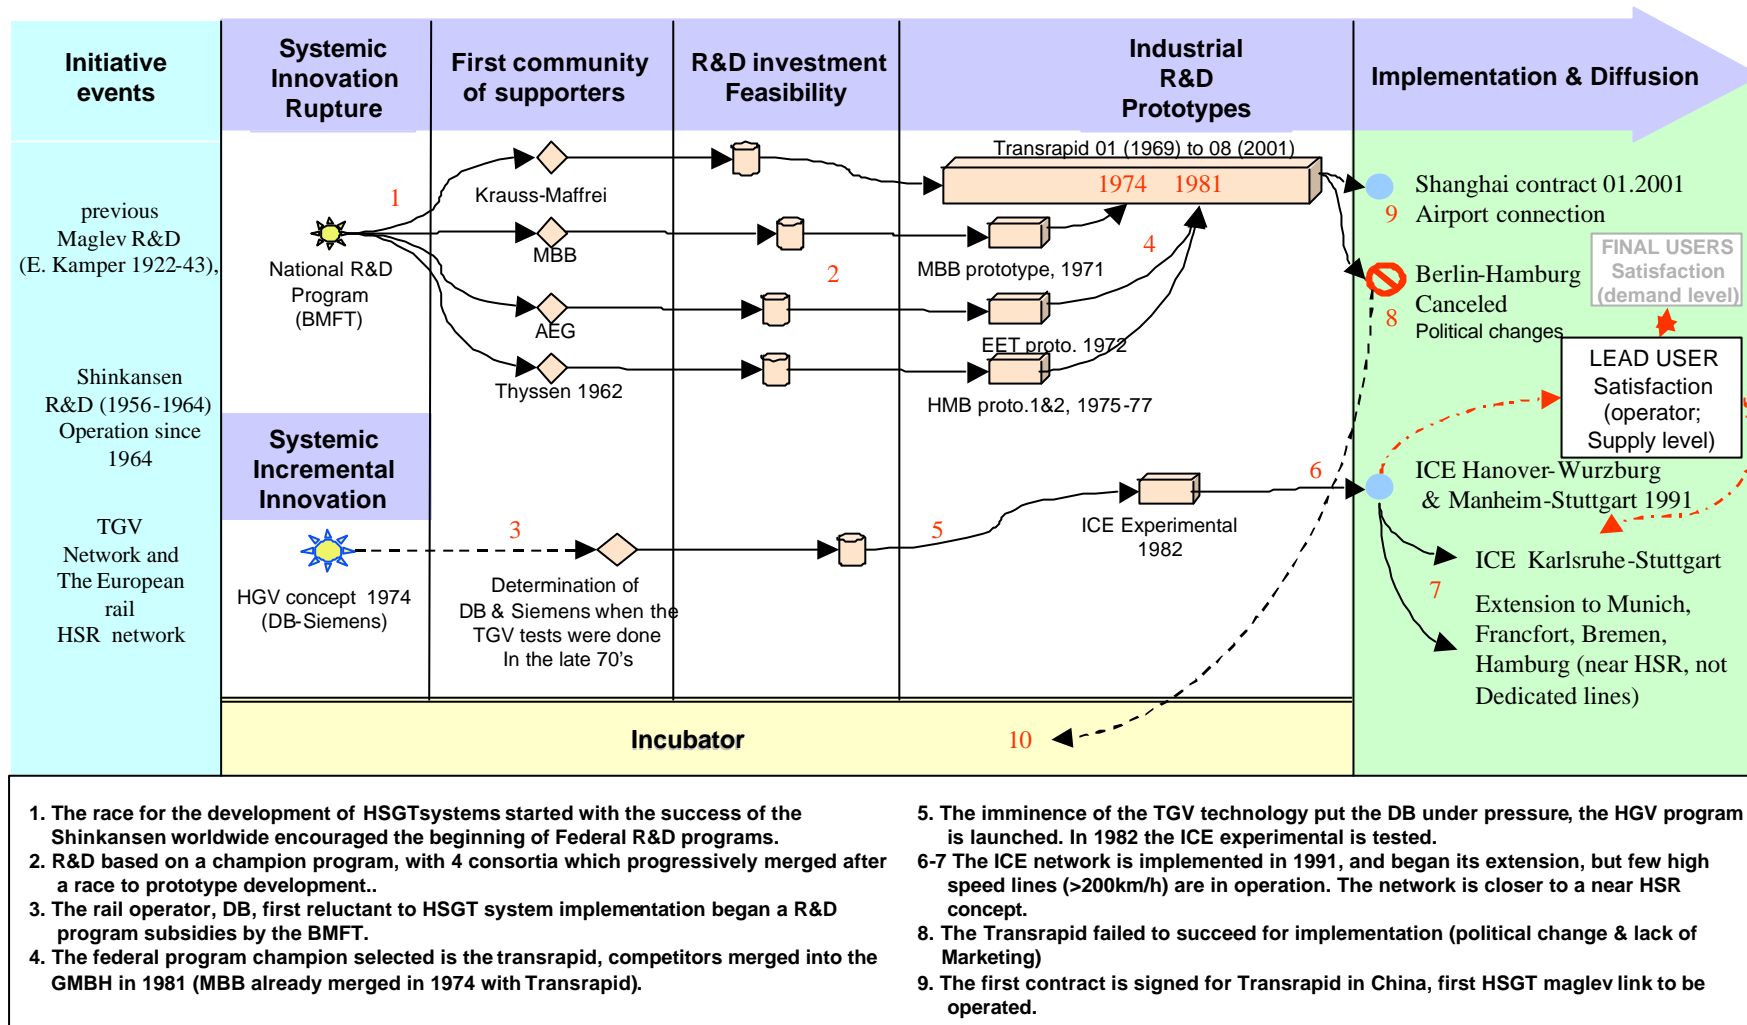 Initiative
events
Systemic
Innovation
Rupture
First community
of supporters
R&D investment
Feasibility
Industrial
R&D
Prototypes
Implementation & Diffusion
previous
Maglev R&D
(E. Kamper 1922-43),
Shinkansen
R&D (1956-1964)
Operation since
1964
TGV
Network and
The European
rail
HSR network
1
National R&D
Program
(BMFT)
Krauss-Maffrei
MBB
AEG
Thyssen 1962
2
Transrapid 01 (1969) to 08 (2001)
1974 1981
4
MBB prototype, 1971
EET proto. 1972
HMB proto.1&2, 1975-77
Shanghai contract 01.2001
9 Airport connection
Berlin-Hamburg
8 Canceled
Political changes
FINAL USERS
Satisfaction
(demand level)
LEAD USER
Satisfaction
(operator;
Supply level)
Systemic
Incremental
Innovation
HGV concept 1974
(DB-Siemens)
3
Determination of
DB & Siemens when the
TGV tests were done
In the late 70's
5
ICE Experimental
1982
6
ICE Hanover-Wurzburg
& Manheim-Stuttgart 1991
ICE Karlsruhe-Stuttgart
7
Extension to Munich,
Francfort, Bremen,
Hamburg (near HSR, not
Dedicated lines)
Incubator
10
1. The race for the development of HSGTsystems started with the success of the
Shinkansen worldwide encouraged the beginning of Federal R&D programs.
2. R&D based on a champion program, with 4 consortia which progressively merged after
a race to prototype development..
3. The rail operator, DB, first reluctant to HSGT system implementation began a R&D
program subsidies by the BMFT.
4. The federal program champion selected is the transrapid, competitors merged into the
GMBH in 1981 (MBB already merged in 1974 with Transrapid).
5. The imminence of the TGV technology put the DB under pressure, the HGV program
is launched. In 1982 the ICE experimental is tested.
6-7 The ICE network is implemented in 1991, and began its extension, but few high
speed lines (>200km/h) are in operation. The network is closer to a near HSR
concept.
8. The Transrapid failed to succeed for implementation (political change & lack of
Marketing)
9. The first contract is signed for Transrapid in China, first HSGT maglev link to be
operated.